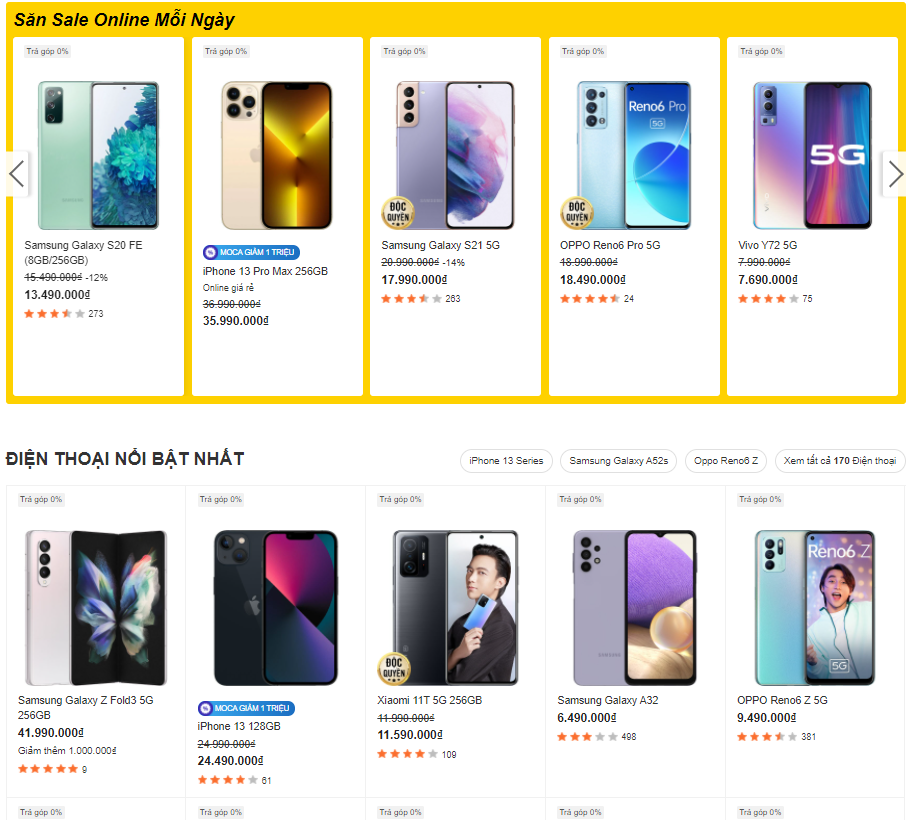 Săn Sale Online Mỗi Ngày
Trả góp 0%
Samsung Galaxy S20 FE
(8GB/256GB)
15.490.000₫ -12%
13.490.000₫
273
Trả góp 0%
MOCA GIẢM 1 TRIỆU
iPhone 13 Pro Max 256GB
Online giá rẻ
36.990.000₫
35.990.000₫
Trả góp 0%
ĐỘC
QUYỀN
Samsung Galaxy S21 5G
20.990.000₫ -14%
17.990.000₫
263
Trả góp 0%
Reno6 Pro
5G
ĐỘC
QUYỀN
OPPO Reno6 Pro 5G
18.990.000₫
18.490.000₫
24
Trả góp 0%
5G
Vivo Y72 5G
7.990.000₫
7.690.000₫
75
ĐIỆN THOẠI NỔI BẬT NHẤT
iPhone 13 Series
Samsung Galaxy A52s
Oppo Reno6 Z
Xem tất cả 170 Điện thoại
Trả góp 0%
Samsung Galaxy Z Fold3 5G
256GB
41.990.000₫
Giảm thêm 1.000.000₫
9
Trả góp 0%
MOCA GIẢM 1 TRIỆU
iPhone 13 128GB
24.990.000₫
24.490.000₫
61
Trả góp 0%
ĐỘC
QUYỀN
Xiaomi 11T 5G 256GB
11.990.000₫
11.590.000₫
109
Trả góp 0%
SAMSUNG
Samsung Galaxy A32
6.490.000₫
498
Trả góp 0%
Reno6 Z
5G
OPPO Reno6 Z 5G
9.490.000₫
381
Trả góp 0%
Trả góp 0%
Trả góp 0%
Trả góp 0%
Trả góp 0%